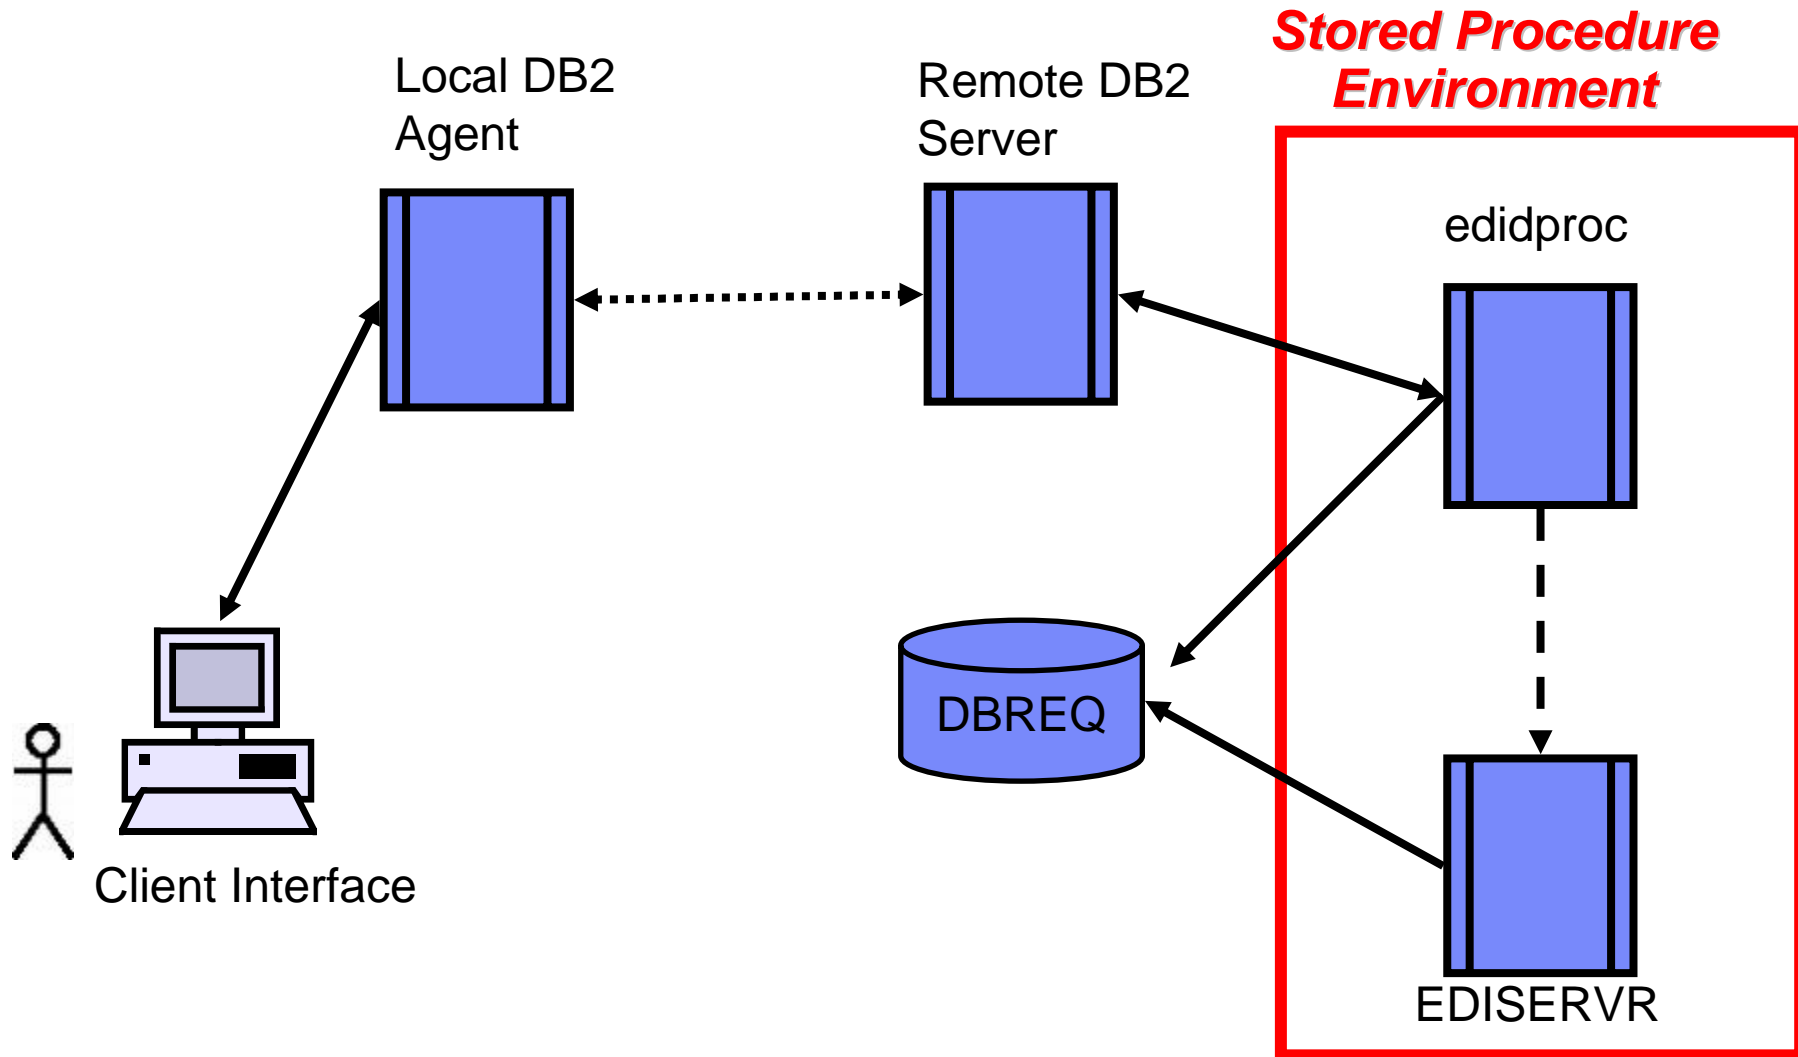 Stored Procedure
Environment
Local DB2
Agent
Remote DB2
Server
edidproc
DBREQ
Client Interface
EDISERVR